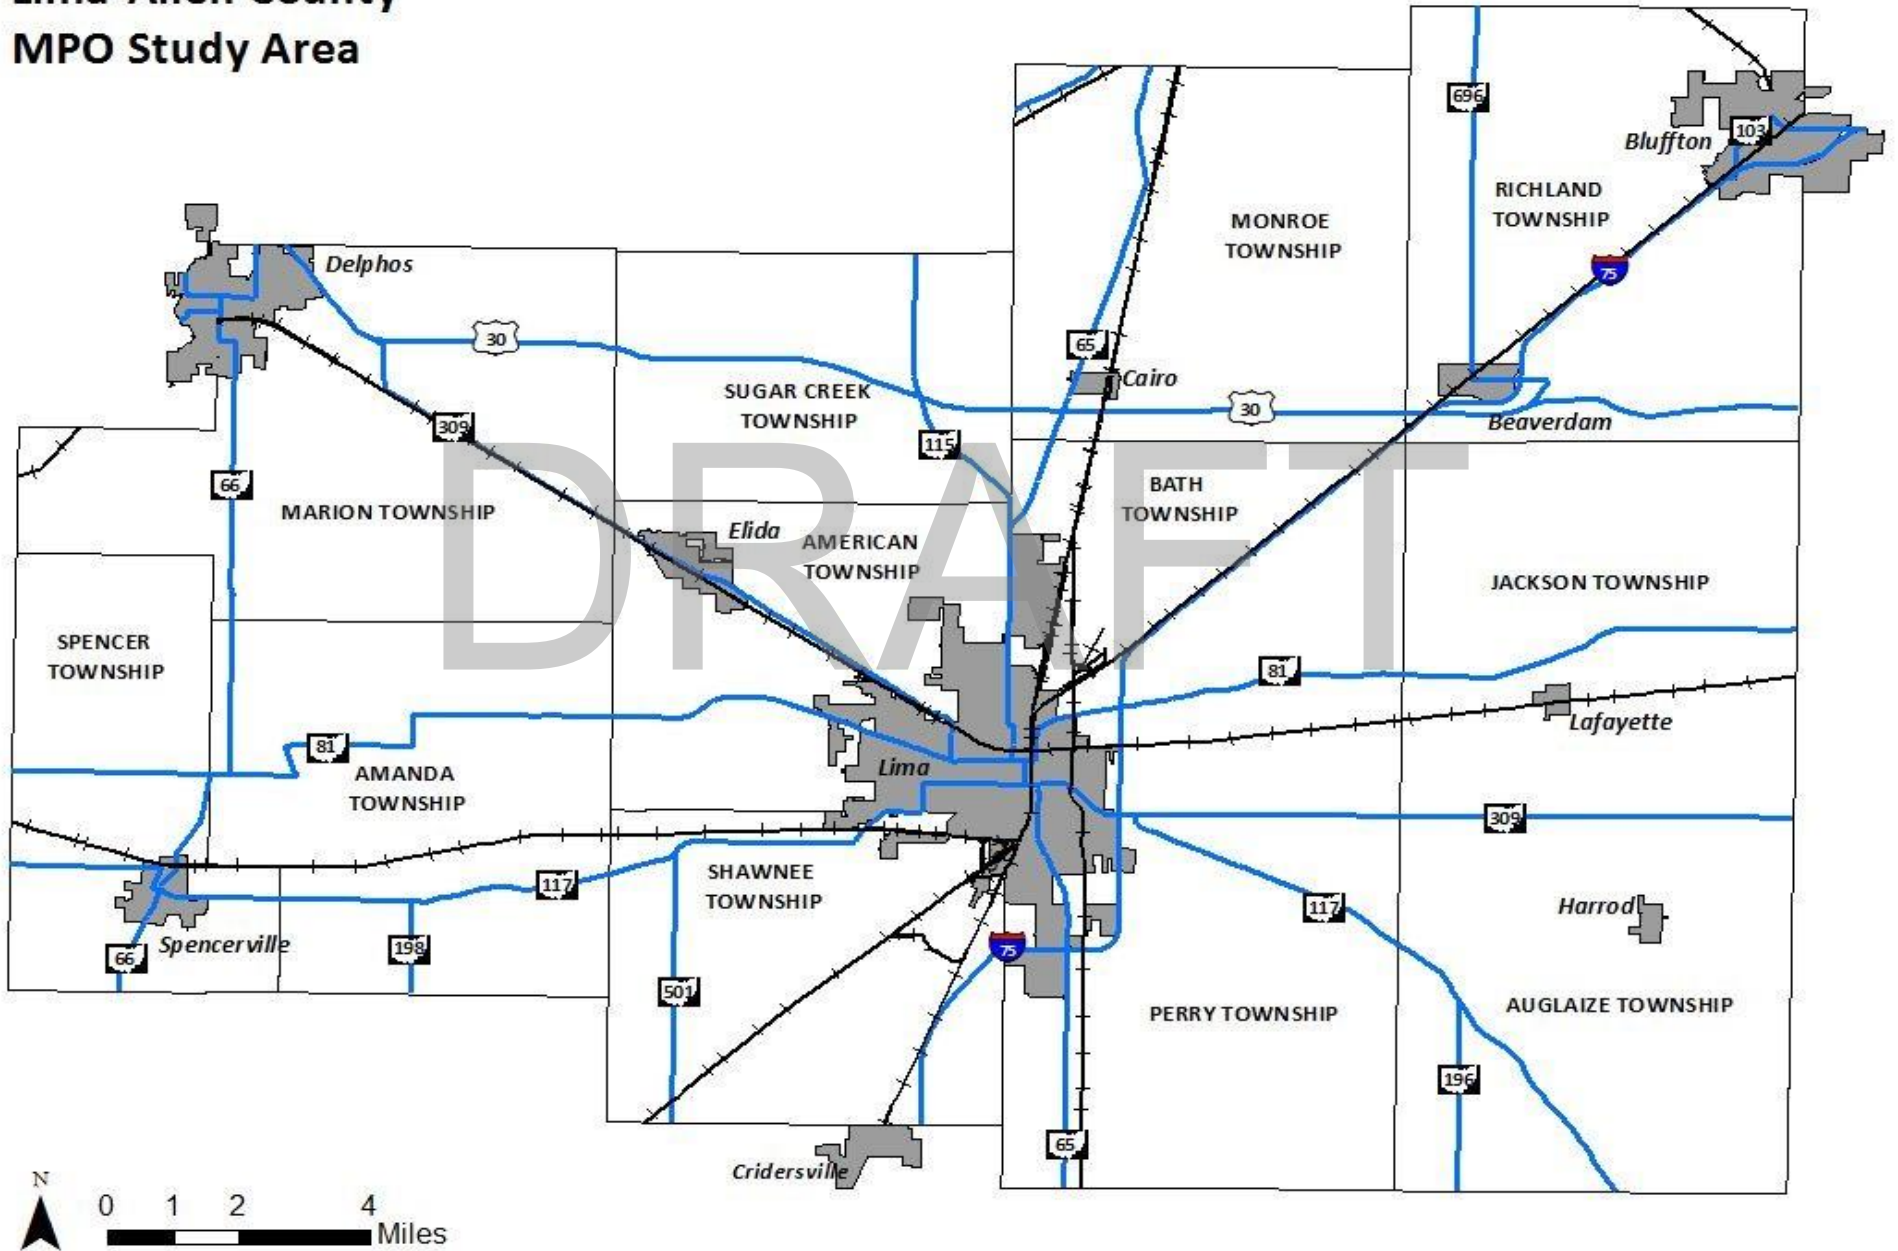 MPO Study Area
696
Bluffton
103
RICHLAND
TOWNSHIP
MONROE
TOWNSHIP
75
Delphos
30
65
Cairo
SUGAR CREEK
TOWNSHIP
30
Beaverdam
309
115
66
MARION TOWNSHIP
BATH
TOWNSHIP
DRAFT
Elida
AMERICAN
TOWNSHIP
JACKSON TOWNSHIP
SPENCER
TOWNSHIP
81
Lafayette
81
Lima
AMANDA
TOWNSHIP
309
SHAWNEE
TOWNSHIP
117
117
Harrod
Spencerville
66
198
75
501
PERRY TOWNSHIP
AUGLAIZE TOWNSHIP
196
65
Cridersville
N
0 1 2 4
Miles